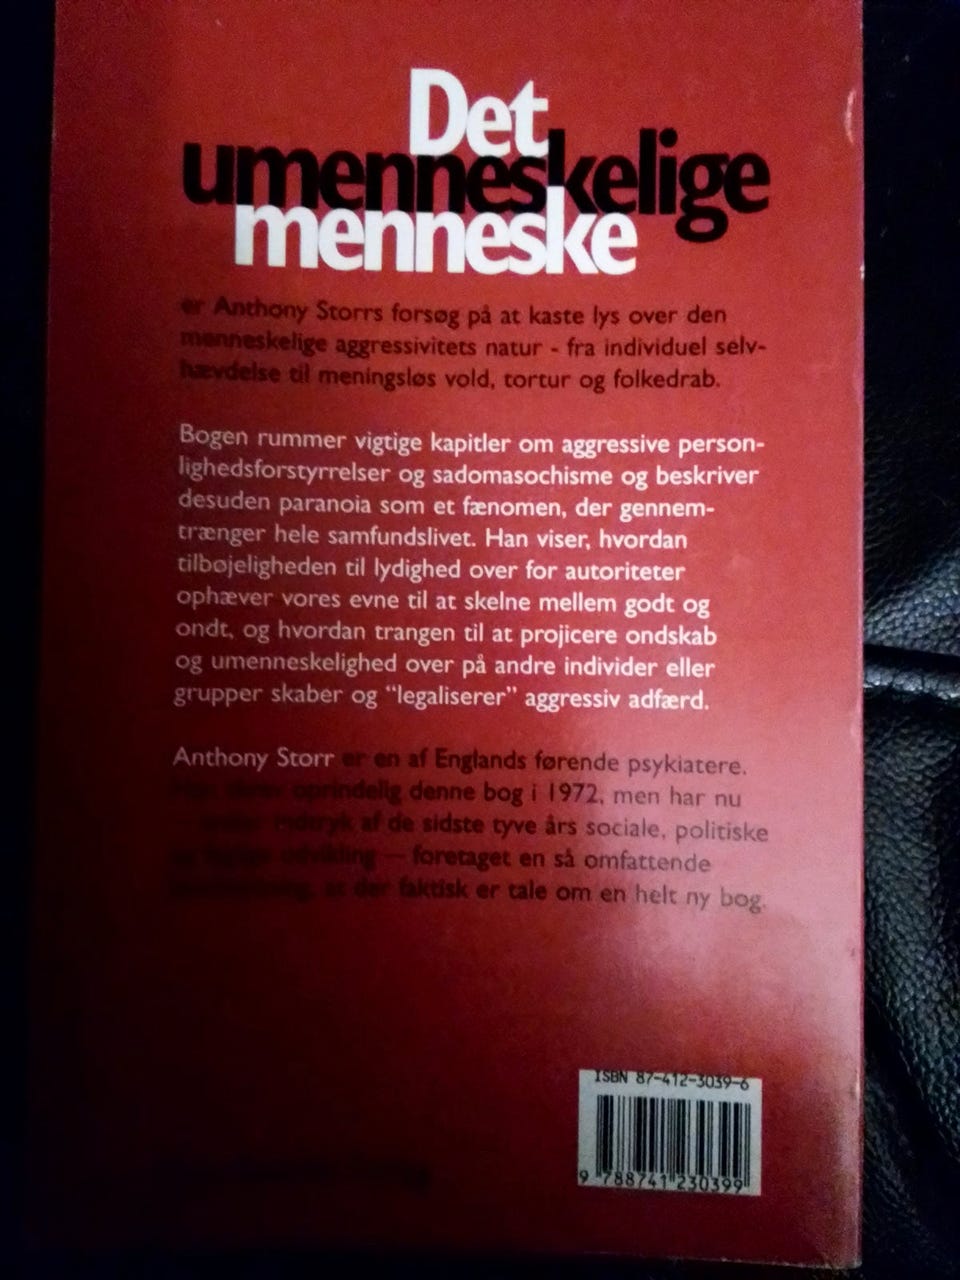 Det
umenneskelige
menneske
er Anthony Storrs forsøg på at kaste lys over den
menneskelige aggressivitets natur - fra individuel selv-
hævdelse til meningsløs vold, tortur og folkedrab.
Bogen rummer vigtige kapitler om aggressive person-
lighedsforstyrrelser og sadomasochisme og beskriver
desuden paranoia som et fænomen, der gennem-
trænger hele samfundslivet. Han viser, hvordan
tilbøjeligheden til lydighed over for autoriteter
ophæver vores evne til at skelne mellem godt og
ondt, og hvordan trangen til at projicere ondskab
og umenneskelighed over på andre individer eller
grupper skaber og “legaliserer” aggressiv adfærd.
Anthony Storr er en af Englands førende psykiatere.
oprindelig denne bog i 1972, men har nu
indtryk af de sidste tyve års sociale, politiske
udvikling — foretaget en så omfattende
at der faktisk er tale om en helt ny bog.
ISBN 87-412-3039-6
9 788741 230399